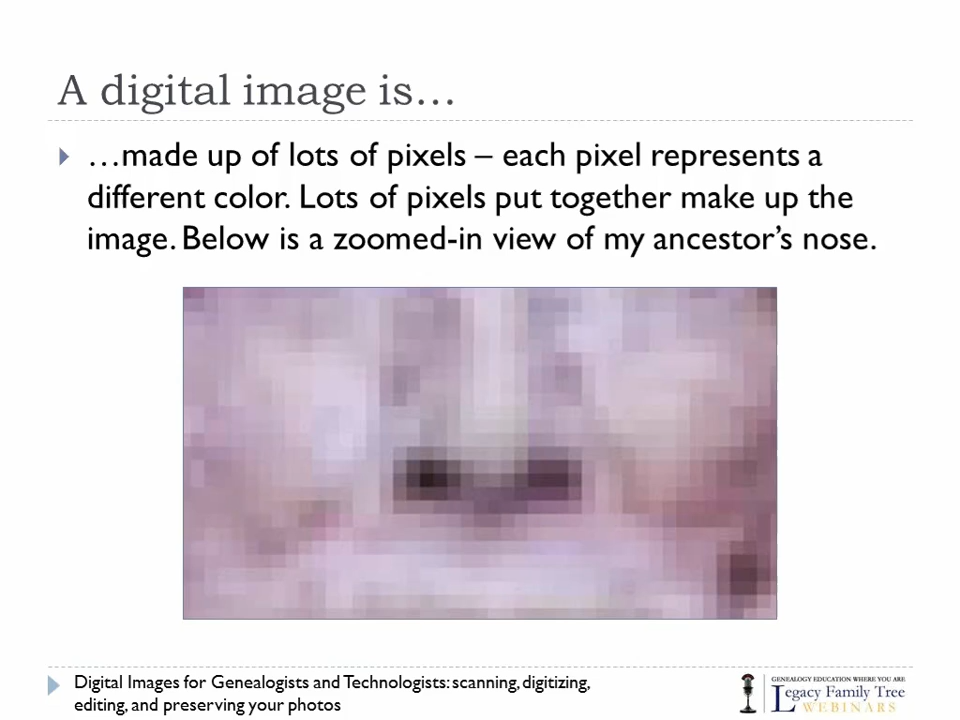 A digital image is…
…made up of lots of pixels – each pixel represents a
different color. Lots of pixels put together make up the
image. Below is a zoomed-in view of my ancestor’s nose.
Digital Images for Genealogists and Technologists: scanning, digitizing,
editing, and preserving your photos
GENEALOGY EDUCATION WHERE YOU ARE
Legacy Family Tree
WEBINARS